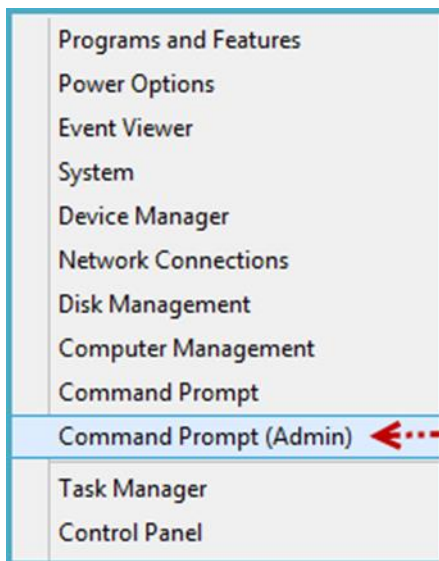 Programs and Features
Power Options
Event Viewer
System
Device Manager
Network Connections
Disk Management
Computer Management
Command Prompt
Command Prompt (Admin)
Task Manager
Control Panel